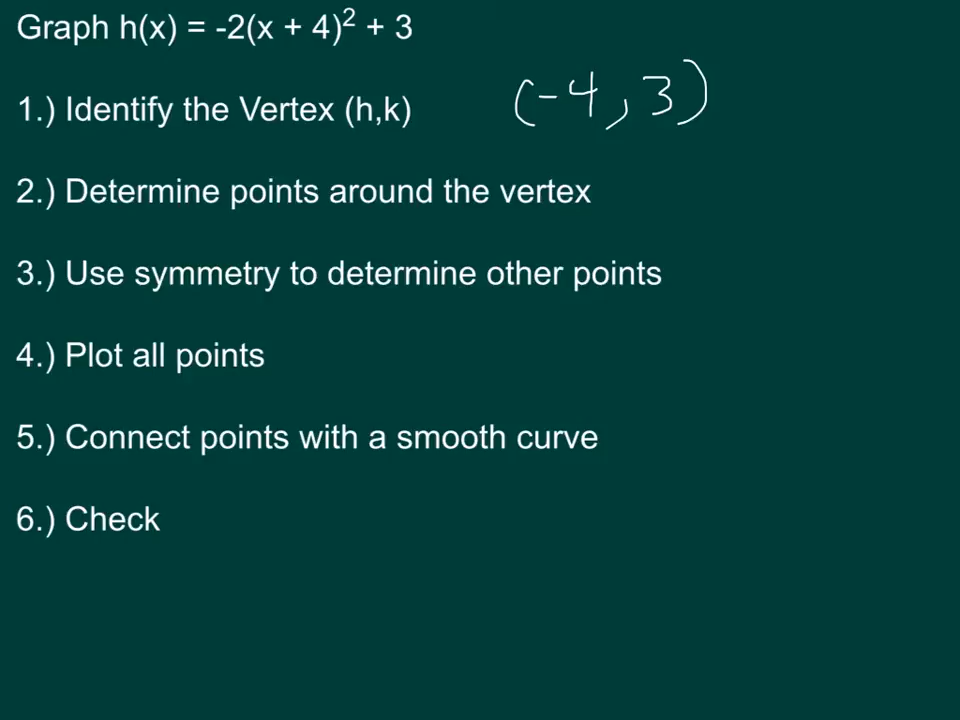 Graph h(x) = -2(x + 4)² + 3
1.) Identify the Vertex (h,k) (-4, 3)
2.) Determine points around the vertex
3.) Use symmetry to determine other points
4.) Plot all points
5.) Connect points with a smooth curve
6.) Check